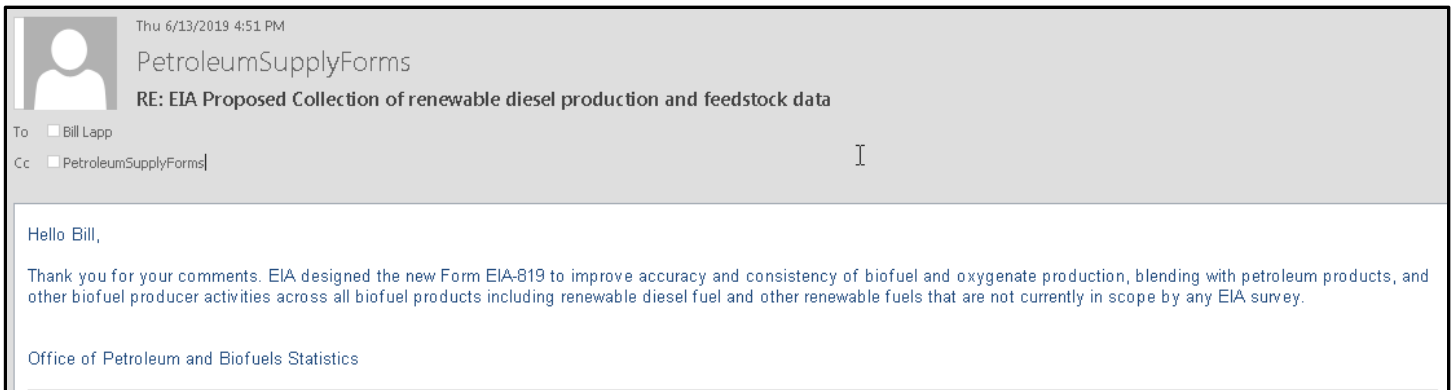 Thu 6/13/2019 4:51 PM
PetroleumSupplyForms
RE: EIA Proposed Collection of renewable diesel production and feedstock data
To Bill Lapp
Cc PetroleumSupplyForms
Hello Bill,
Thank you for your comments. EIA designed the new Form EIA-819 to improve accuracy and consistency of biofuel and oxygenate production, blending with petroleum products, and
other biofuel producer activities across all biofuel products including renewable diesel fuel and other renewable fuels that are not currently in scope by any EIA survey.
Office of Petroleum and Biofuels Statistics